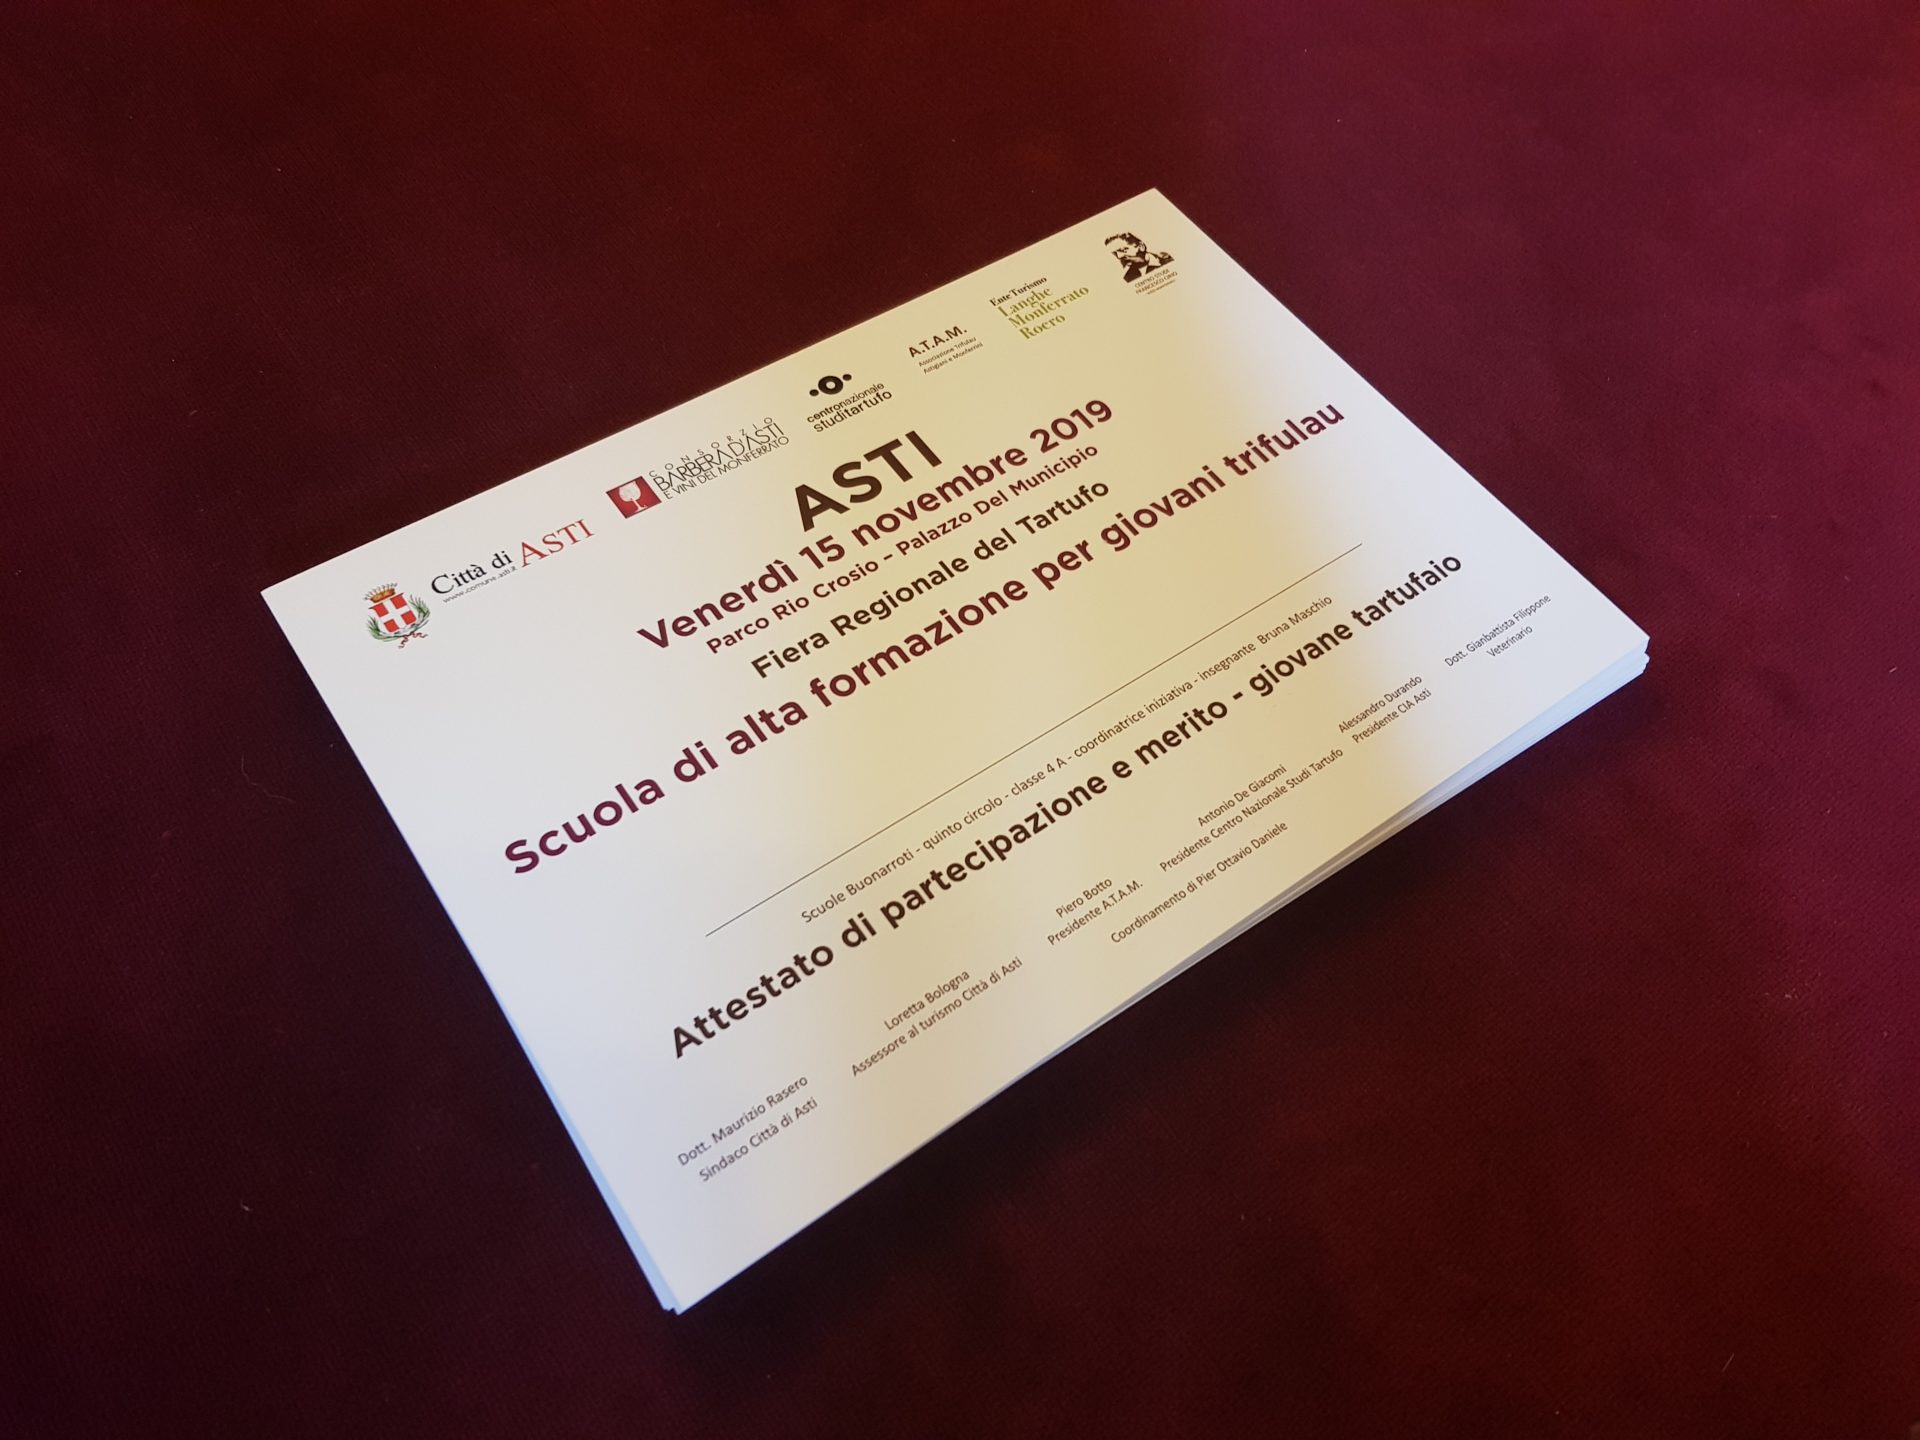 Città di ASTI
www.comune.asti.it
CONSORZIO
BARBERA D'ASTI
E VINI DEL MONFERRATO
centronazionale
studitartufo
A.T.A.M.
Associazione Trifulau
Astigiani e Monferrini
Ente Turismo
Langhe
Monferrato
Roero
CENTRO STUDI
ASTI
Venerdì 15 novembre 2019
Parco Rio Crosio - Palazzo Del Municipio
Fiera Regionale del Tartufo
Scuola di alta formazione per giovani trifulau
Scuole Buonarroti - quinto circolo - classe 4 A - coordinatrice iniziativa - insegnante Bruna Maschio
Attestato di partecipazione e merito - giovane tartufaio
Dott. Maurizio Rasero
Sindaco Città di Asti
Loretta Bologna
Assessore al turismo Città di Asti
Piero Botto
Presidente A.T.A.M.
Antonio De Giacomi
Presidente Centro Nazionale Studi Tartufo
Alessandro Durando
Presidente CIA Asti
Dott. Gianbattista Filippone
Veterinario
Coordinamento di Pier Ottavio Daniele